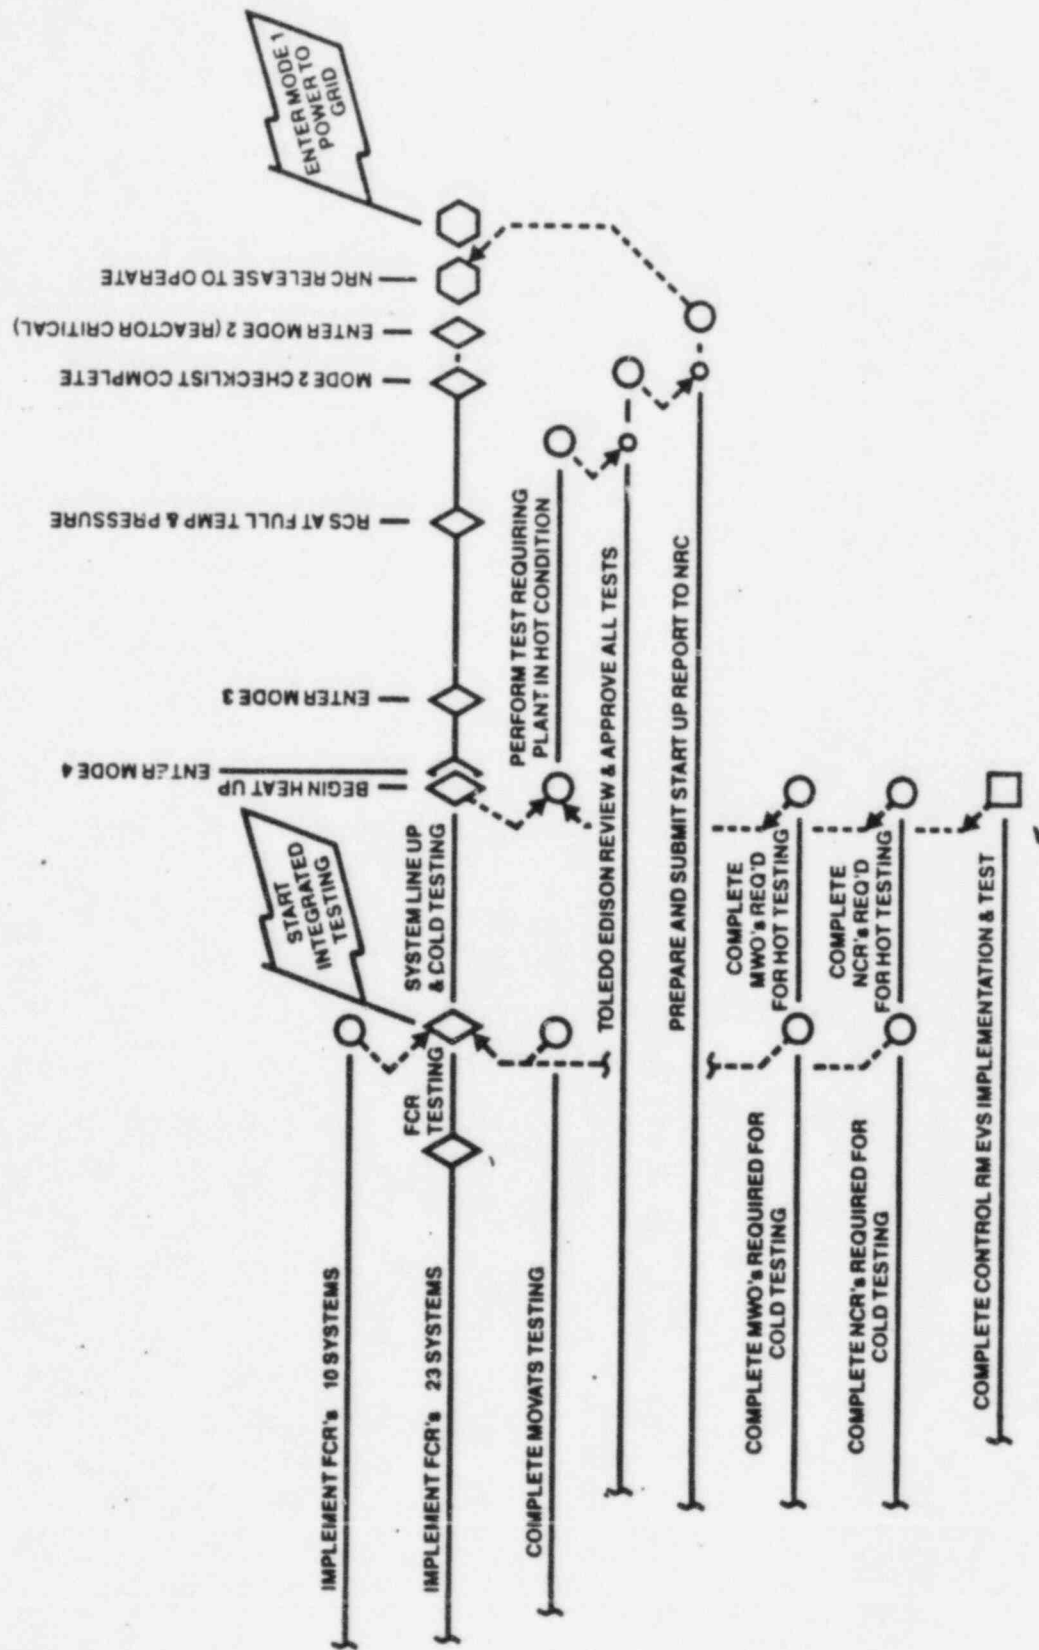 ENTER MODE 1
POWER TO
GRID
NRC RELEASE TO OPERATE
ENTER MODE 2 (REACTOR CRITICAL)
MODE 2 CHECKLIST COMPLETE
RCS AT FULL TEMP & PRESSURE
ENTER MODE 3
ENTER MODE 4
BEGIN HEAT UP
START
INTEGRATED
TESTING
IMPLEMENT FCR's 10 SYSTEMS
IMPLEMENT FCR's 23 SYSTEMS
FCR
TESTING
SYSTEM LINE UP
& COLD TESTING
COMPLETE MOVATS TESTING
PERFORM TEST REQUIRING
PLANT IN HOT CONDITION
TOLEDO EDISON REVIEW & APPROVE ALL TESTS
PREPARE AND SUBMIT START UP REPORT TO NRC
COMPLETE MWO's REQUIRED FOR
COLD TESTING
COMPLETE
MWO's REQ'D
FOR HOT TESTING
COMPLETE NCR's REQUIRED FOR
COLD TESTING
COMPLETE
NCR's REQ'D
FOR HOT TESTING
COMPLETE CONTROL RM EVS IMPLEMENTATION & TEST